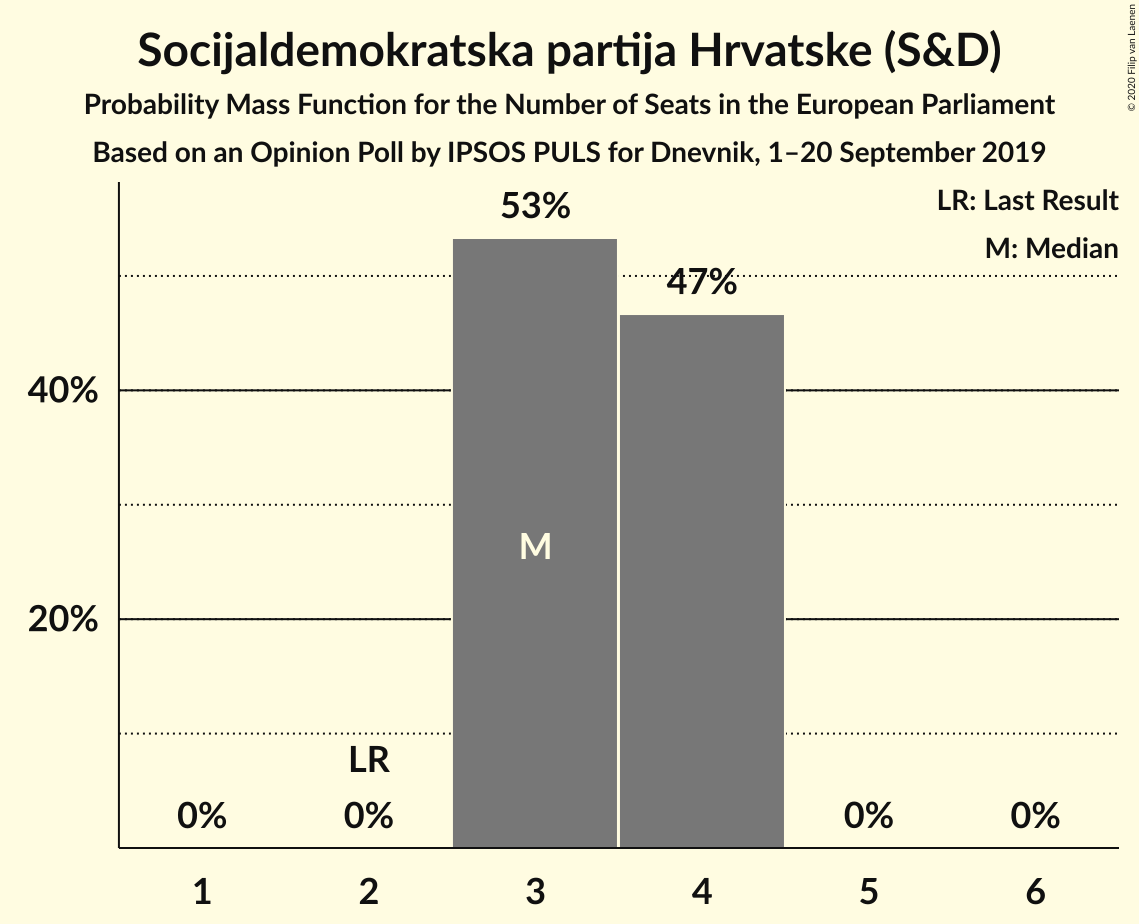 Socijaldemokratska partija Hrvatske (S&D)
Probability Mass Function for the Number of Seats in the European Parliament
Based on an Opinion Poll by IPSOS PULS for Dnevnik, 1–20 September 2019
© 2020 Filip van Laenen
LR: Last Result
M: Median
53%
47%
40%
M
20%
LR
0%
0%
0%
0%
1
2
3
4
5
6